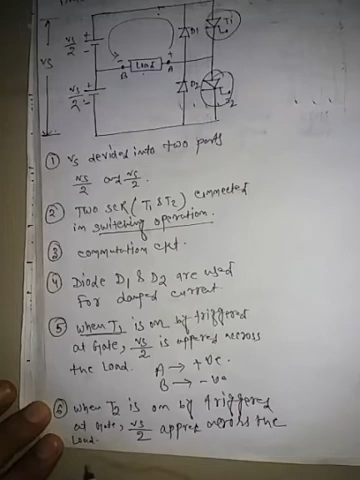 Vs/2
+
-
D1
T1
Vs
-
Load
+
B
A
Vs/2
+
-
D2
T2
① Vs devided into two parts
Vs/2 and Vs/2.
② Two SCR (T1 & T2) connected
in switching operation.
③ commutation ckt.
④ Diode D1 & D2 are used
For damped current
⑤ When T1 is on by triggered
at Gate, Vs/2 is appered accross
the load.
A → +ve.
B → -ve
⑥ when T2 is on by triggered
at Gate, Vs/2 appres across the
Load.